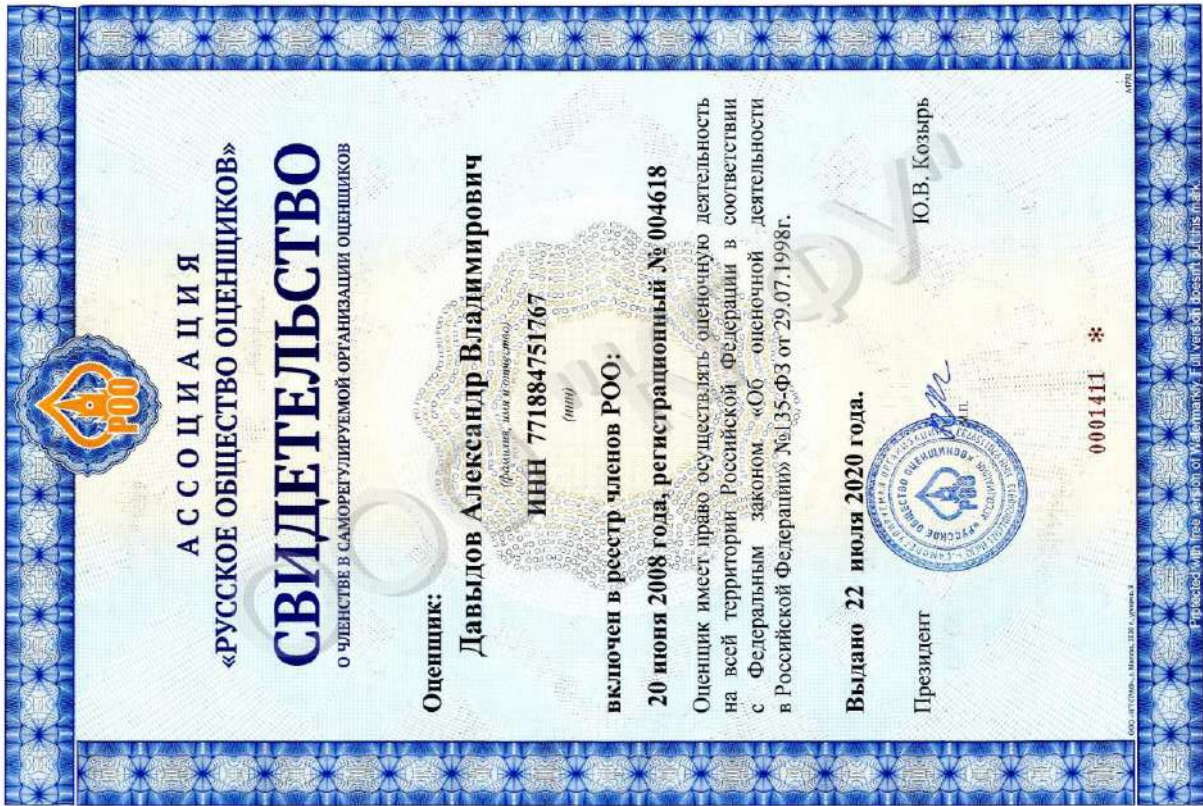 РОО
АССОЦИАЦИЯ
«РУССКОЕ ОБЩЕСТВО ОЦЕНЩИКОВ»
СВИДЕТЕЛЬСТВО
О ЧЛЕНСТВЕ В САМОРЕГУЛИРУЕМОЙ ОРГАНИЗАЦИИ ОЦЕНЩИКОВ
Оценщик:
Давыдов Александр Владимирович
(фамилия, имя и отчество)
ИНН 771884751767
(инн)
включен в реестр членов РОО:
20 июня 2008 года, регистрационный № 004618
Оценщик имеет право осуществлять оценочную деятельность
на всей территории Российской Федерации в соответствии
с Федеральным законом «Об оценочной деятельности
в Российской Федерации» №135-ФЗ от 29.07.1998г.
Выдано 22 июля 2020 года.
Президент
М.П.
Ю.В. Козырь
0001411 *
ООО "КФУ"